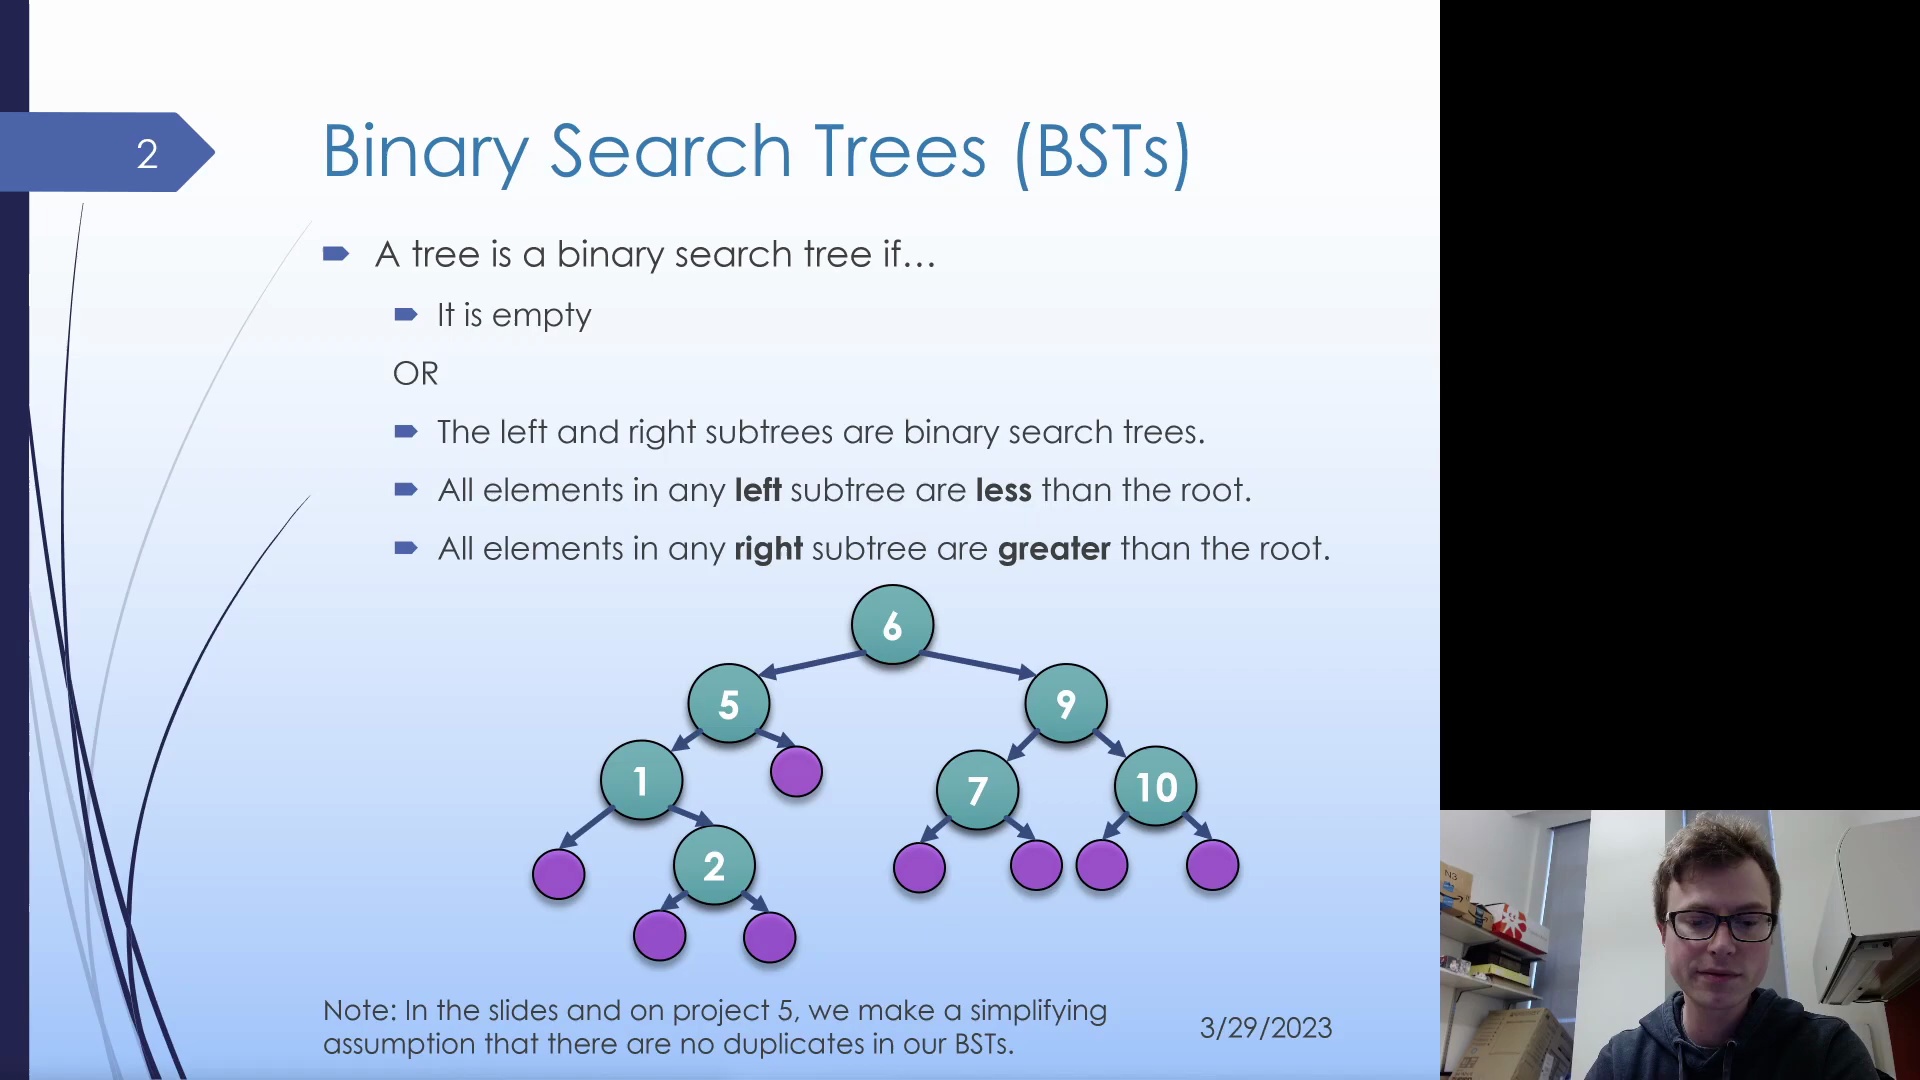 2
Binary Search Trees (BSTs)
A tree is a binary search tree if…
It is empty
OR
The left and right subtrees are binary search trees.
All elements in any left subtree are less than the root.
All elements in any right subtree are greater than the root.
6
5
9
1
7
10
2
Note: In the slides and on project 5, we make a simplifying
assumption that there are no duplicates in our BSTs.
3/29/2023
N3